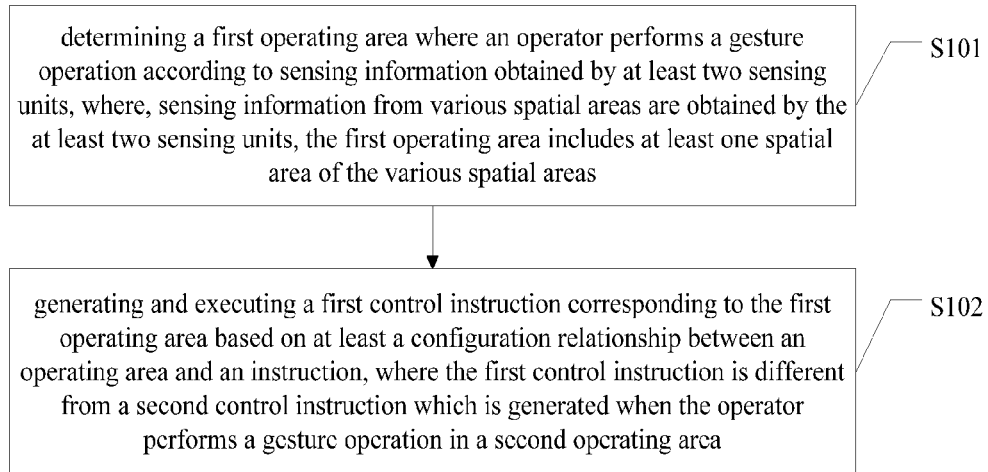 determining a first operating area where an operator performs a gesture
operation according to sensing information obtained by at least two sensing
units, where, sensing information from various spatial areas are obtained by the
at least two sensing units, the first operating area includes at least one spatial
area of the various spatial areas
S101
generating and executing a first control instruction corresponding to the first
operating area based on at least a configuration relationship between an
operating area and an instruction, where the first control instruction is different
from a second control instruction which is generated when the operator
performs a gesture operation in a second operating area
S102